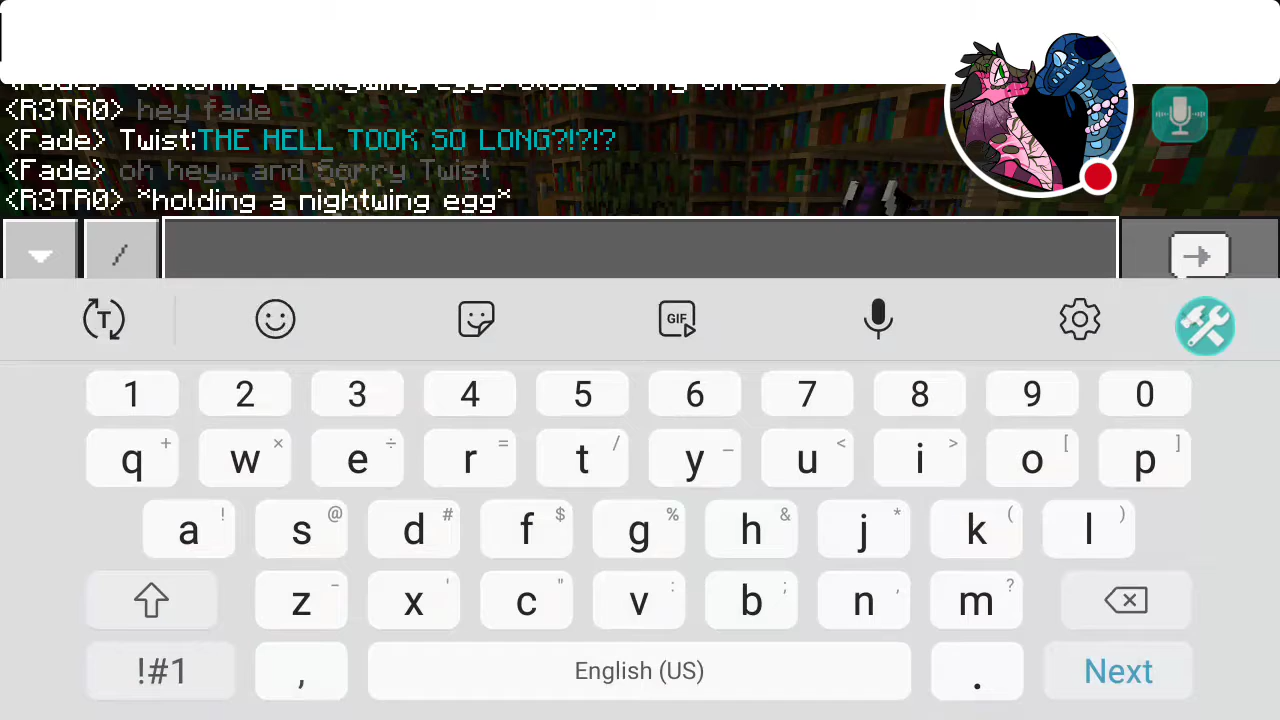 <R3TR0> hey fade
<Fade> Twist:THE HELL TOOK SO LONG?!?!?
<Fade> oh hey... and Sorry Twist
<R3TR0> *holding a nightwing egg*
/
T
GIF
1 2 3 4 5 6 7 8 9 0
q + w × e ÷ r = t / y _ u < i > o [ p ]
a ! s @ d # f $ g % h & j * k ( l )
z - x ' c " v : b ; n , m ?
!#1 , English (US) . Next